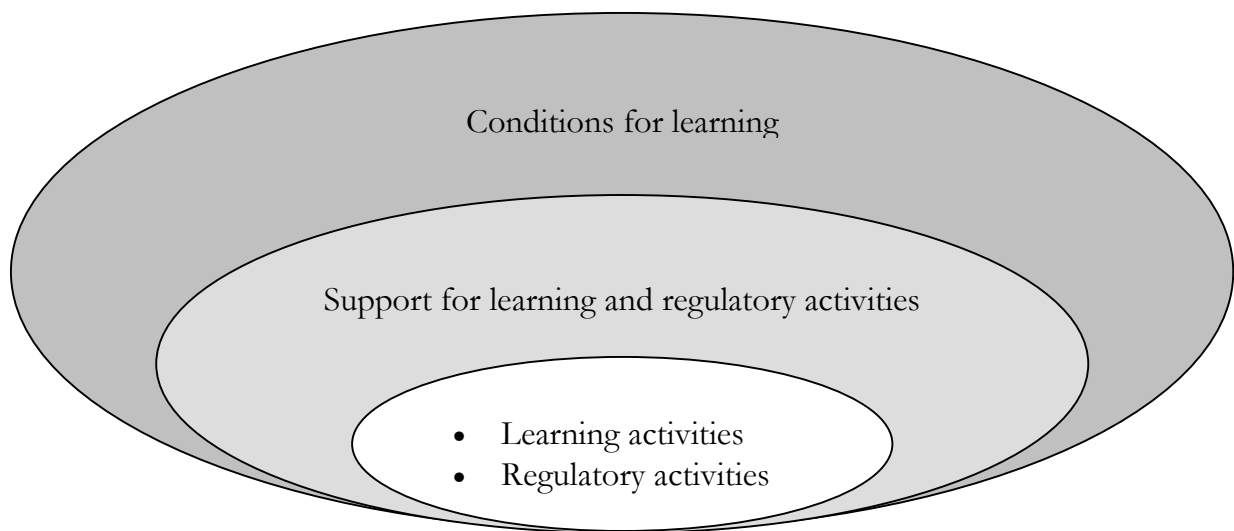 Conditions for learning
Support for learning and regulatory activities
• Learning activities
• Regulatory activities